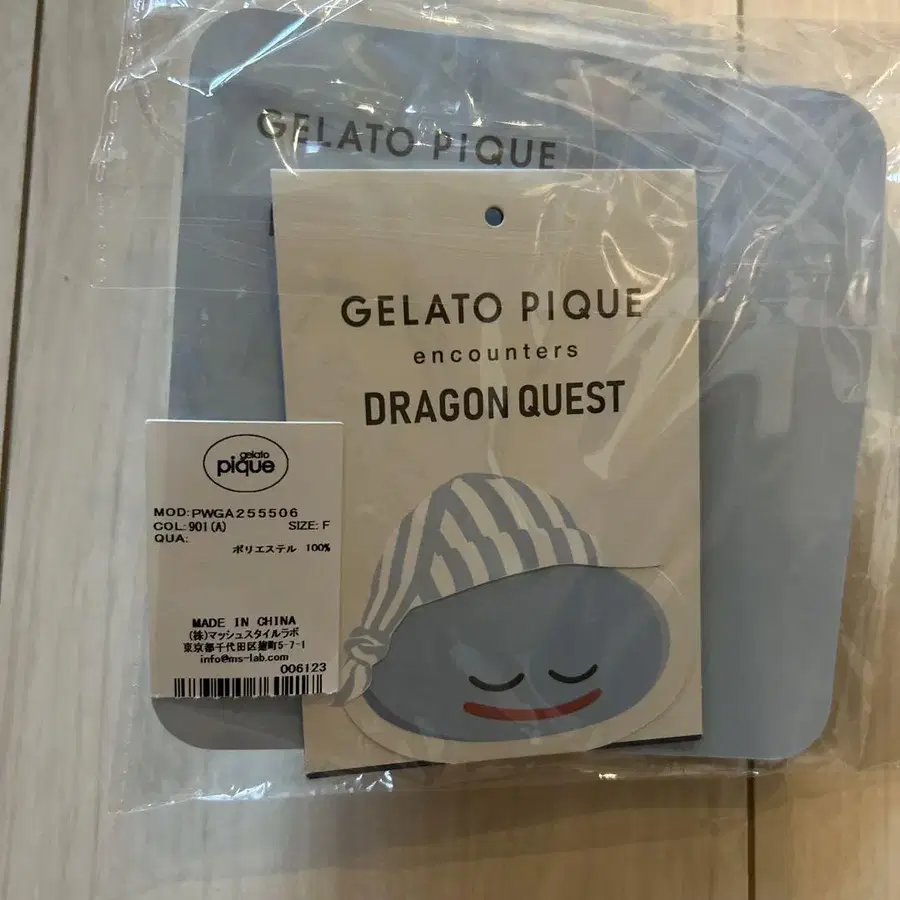 GELATO PIQUE
GELATO PIQUE
encounters
DRAGON QUEST
gelato
pique
MOD:PWGA255506
COL:901(A) SIZE:F
QUA:
ポリエステル 100%
MADE IN CHINA
(株)マッシュスタイルラボ
東京都千代田区麹町5-7-1
info@ms-lab.com
006123